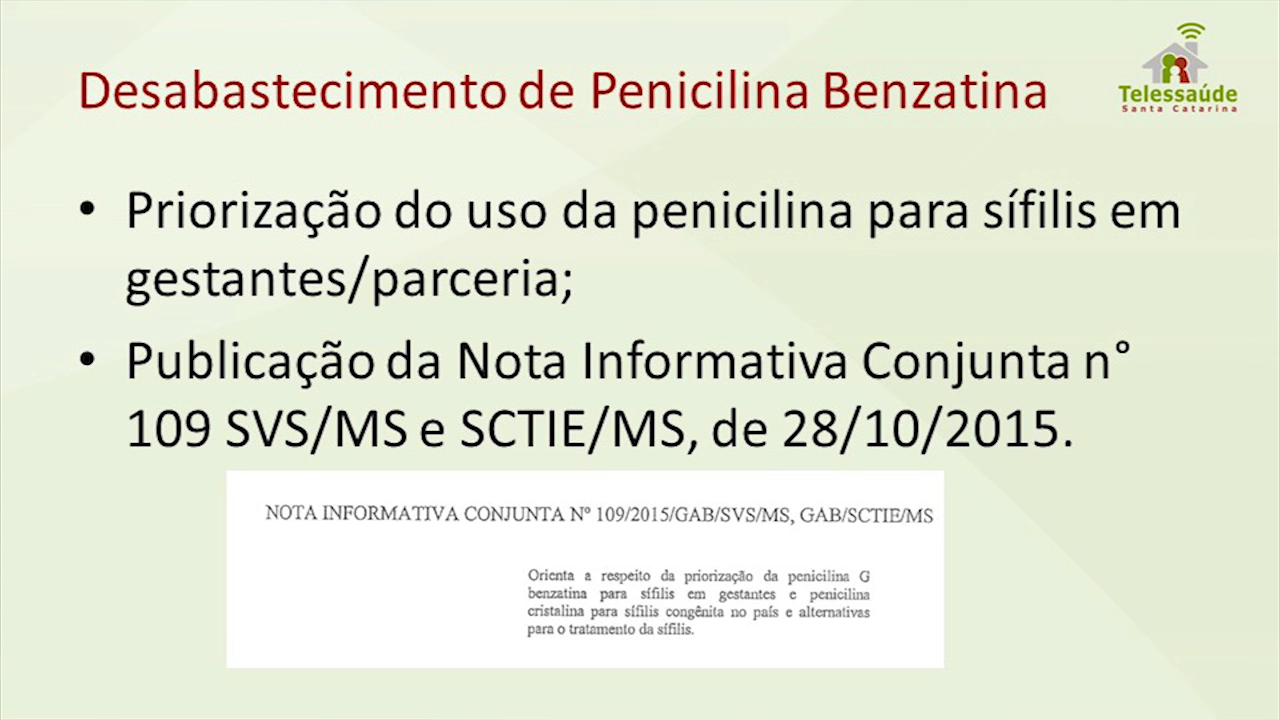 Desabastecimento de Penicilina Benzatina
Telessaúde
Santa Catarina
• Priorização do uso da penicilina para sífilis em
gestantes/parceria;
• Publicação da Nota Informativa Conjunta n°
109 SVS/MS e SCTIE/MS, de 28/10/2015.
NOTA INFORMATIVA CONJUNTA Nº 109/2015/GAB/SVS/MS, GAB/SCTIE/MS
Orienta a respeito da priorização da penicilina G
benzatina para sífilis em gestantes e penicilina
cristalina para sífilis congênita no país e alternativas
para o tratamento da sífilis.